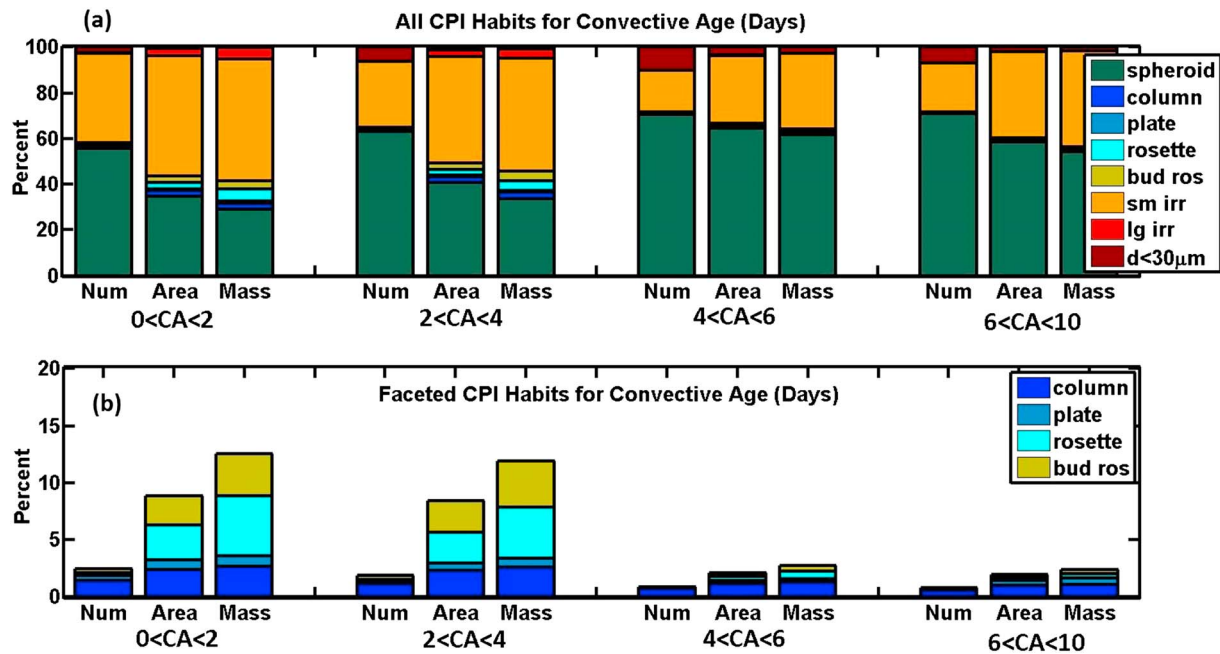 (a)
All CPI Habits for Convective Age (Days)
Percent
100
80
60
40
20
0
spheroid
column
plate
rosette
bud ros
sm irr
lg irr
d<30μm
Num Area Mass Num Area Mass Num Area Mass Num Area Mass
0<CA<2 2<CA<4 4<CA<6 6<CA<10
(b)
Faceted CPI Habits for Convective Age (Days)
Percent
20
15
10
5
0
column
plate
rosette
bud ros
Num Area Mass Num Area Mass Num Area Mass Num Area Mass
0<CA<2 2<CA<4 4<CA<6 6<CA<10